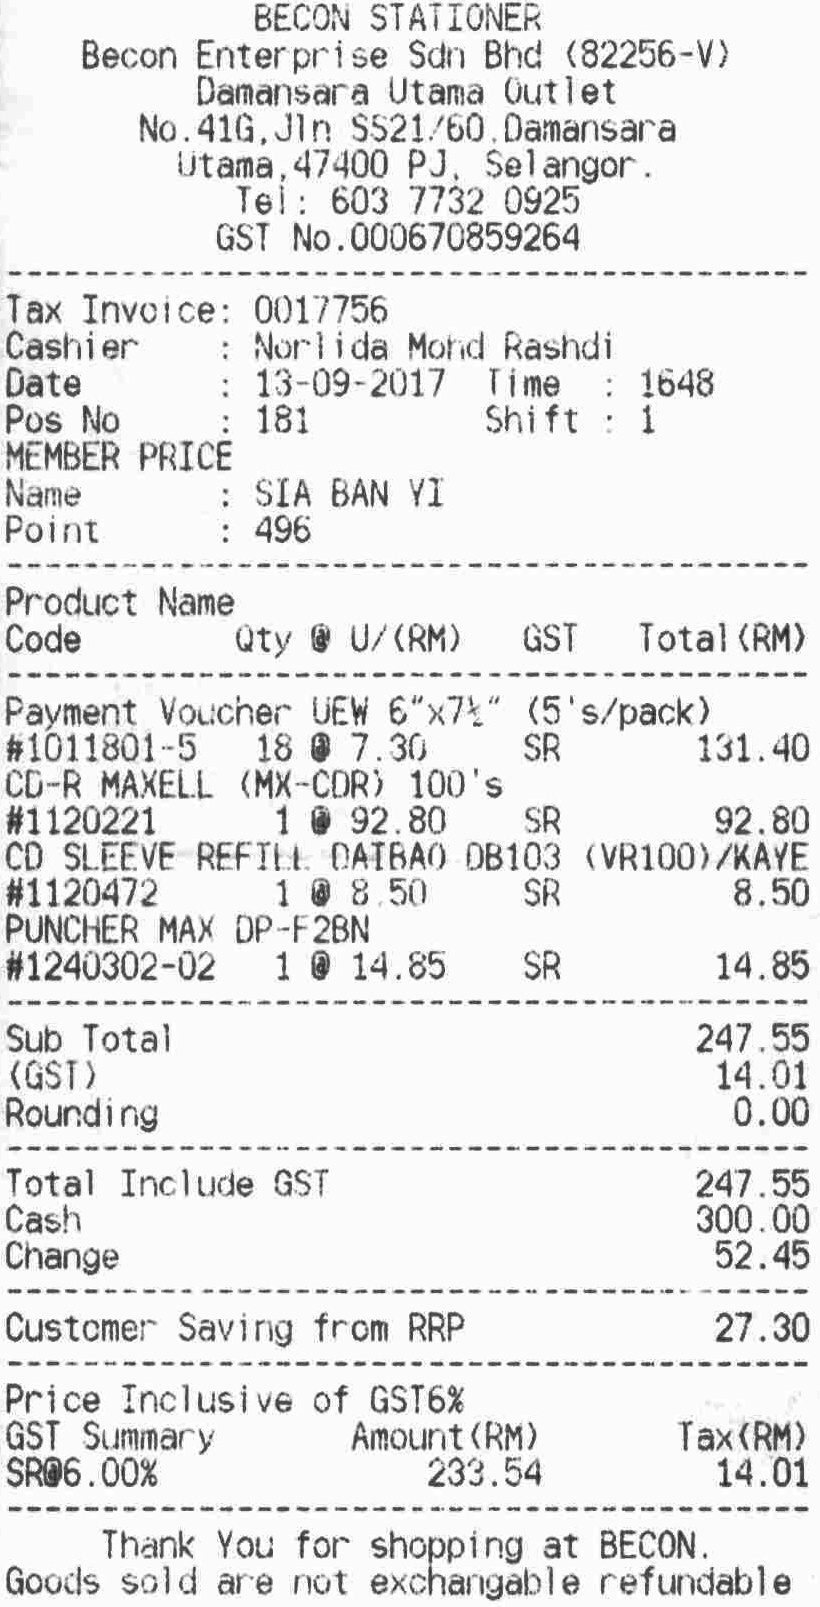 BECON STATIONER
Becon Enterprise Sdn Bhd (82256-V)
Damansara Utama Outlet
No.41G,Jln SS21/60,Damansara
Utama,47400 PJ, Selangor.
Tel: 603 7732 0925
GST No.000670859264
Tax Invoice: 0017756
Cashier : Norlida Mohd Rashdi
Date : 13-09-2017 Time : 1648
Pos No : 181 Shift : 1
MEMBER PRICE
Name : SIA BAN YI
Point : 496
Product Name
Code Qty @ U/(RM) GST Total(RM)
Payment Voucher UEW 6"x7½" (5's/pack)
#1011801-5 18 @ 7.30 SR 131.40
CD-R MAXELL (MX-CDR) 100's
#1120221 1 @ 92.80 SR 92.80
CD SLEEVE REFILL DAIBAO DB103 (VR100)/KAYE
#1120472 1 @ 8.50 SR 8.50
PUNCHER MAX DP-F2BN
#1240302-02 1 @ 14.85 SR 14.85
Sub Total 247.55
(GST) 14.01
Rounding 0.00
Total Include GST 247.55
Cash 300.00
Change 52.45
Customer Saving from RRP 27.30
Price Inclusive of GST6%
GST Summary Amount(RM) Tax(RM)
SR@6.00% 233.54 14.01
Thank You for shopping at BECON.
Goods sold are not exchangable refundable